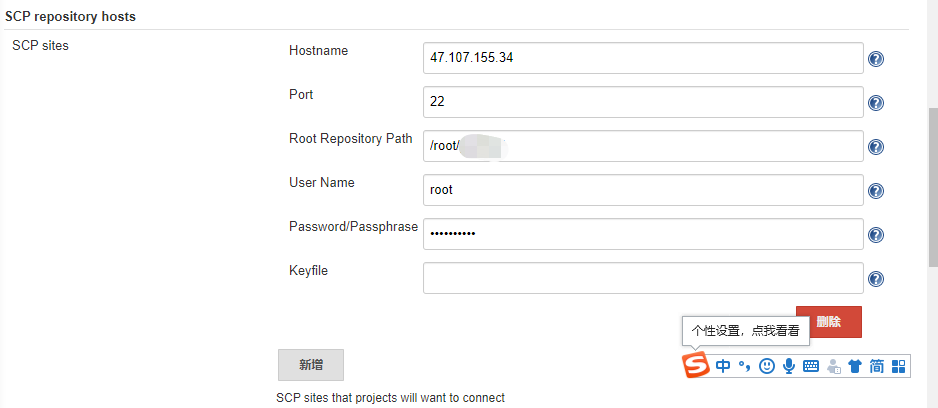 SCP repository hosts
SCP sites
Hostname
47.107.155.34
Port
22
Root Repository Path
/root/
User Name
root
Password/Passphrase
••••••••••
Keyfile
删除
个性设置，点我看看
新增
中 简
SCP sites that projects will want to connect